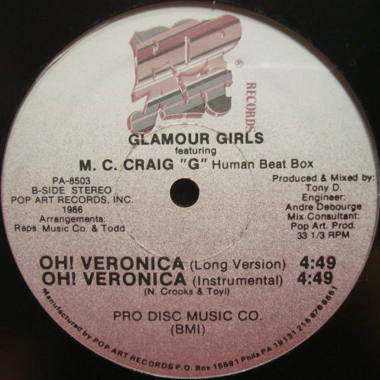 POP
ART
®
RECORDS
GLAMOUR GIRLS
featuring
M. C. CRAIG "G" Human Beat Box
PA-8503
B-SIDE STEREO
POP ART RECORDS, INC.
1986
Arrangements:
Raps. Music Co. & Todd
Produced & Mixed by:
Tony D.
Engineer:
Andre Debourge
Mix Consultant:
Pop Art. Prod.
33 1/3 RPM
OH! VERONICA (Long Version) 4:49
OH! VERONICA (Instrumental) 4:49
(N. Crooks & Toyi)
PRO DISC MUSIC CO.
(BMI)
Manufactured by POP ART RECORDS P.O. Box 15591 Phila PA 19131